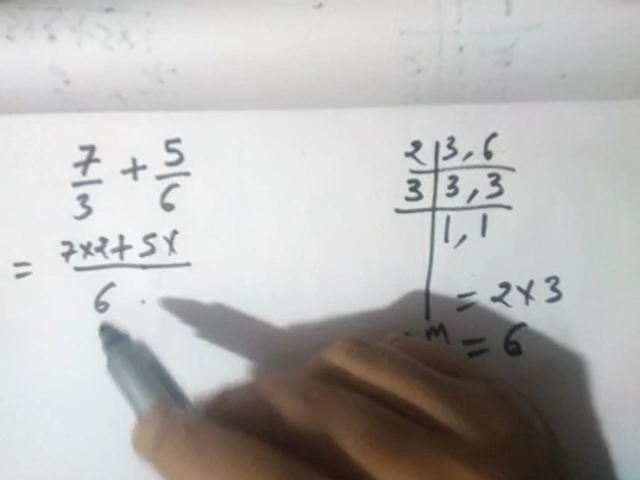 7/3 + 5/6
= 7×2+5×/6
2 | 3, 6
3 | 3, 3
1, 1
= 2×3
M = 6